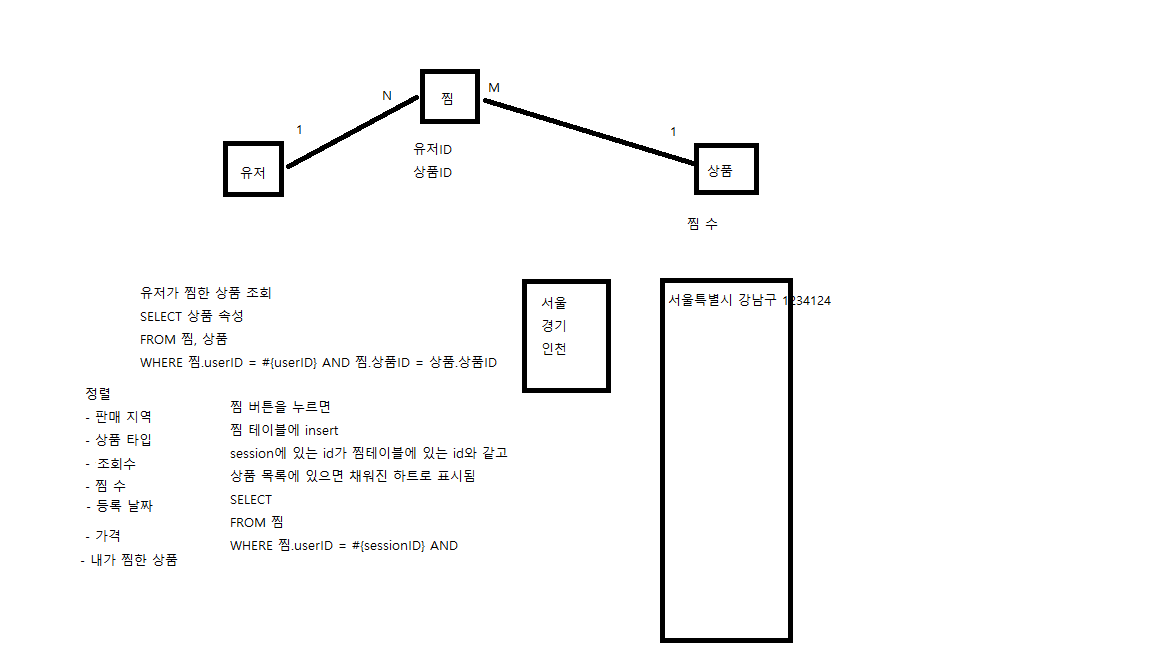 찜
N
M
1
1
유저
유저ID
상품ID
상품
찜 수
유저가 찜한 상품 조회
SELECT 상품 속성
FROM 찜, 상품
WHERE 찜.userID = #{userID} AND 찜.상품ID = 상품.상품ID
서울
경기
인천
서울특별시 강남구 1234124
정렬
- 판매 지역
- 상품 타입
- 조회수
- 찜 수
- 등록 날짜
- 가격
- 내가 찜한 상품
찜 버튼을 누르면
찜 테이블에 insert
session에 있는 id가 찜테이블에 있는 id와 같고
상품 목록에 있으면 채워진 하트로 표시됨
SELECT
FROM 찜
WHERE 찜.userID = #{sessionID} AND